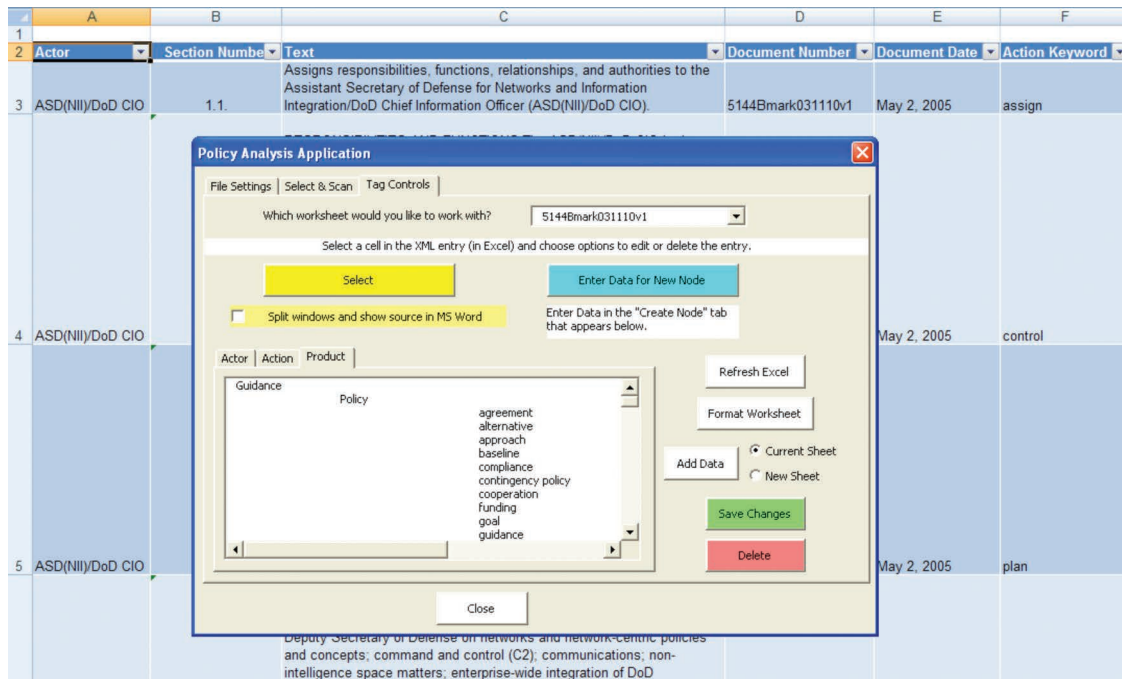 A B C D E F
1
2 Actor Section Numbe Text Document Number Document Date Action Keyword
Assigns responsibilities, functions, relationships, and authorities to the
Assistant Secretary of Defense for Networks and Information
3 ASD(NII)/DoD CIO 1.1. Integration/DoD Chief Information Officer (ASD(NII)/DoD CIO). 5144Bmark031110v1 May 2, 2005 assign
Policy Analysis Application
File Settings Select & Scan Tag Controls
Which worksheet would you like to work with? 5144Bmark031110v1
Select a cell in the XML entry (in Excel) and choose options to edit or delete the entry.
Select Enter Data for New Node
Split windows and show source in MS Word
Enter Data in the "Create Node" tab
that appears below.
4 ASD(NII)/DoD CIO May 2, 2005 control
Actor Action Product
Refresh Excel
Guidance
Policy
agreement
alternative
approach
baseline
compliance
contingency policy
cooperation
funding
goal
guidance
Format Worksheet
Add Data
Current Sheet
New Sheet
Save Changes
Delete
5 ASD(NII)/DoD CIO May 2, 2005 plan
Close
Deputy Secretary of Defense on networks and network-centric policies
and concepts; command and control (C2); communications; non-
intelligence space matters; enterprise-wide integration of DoD